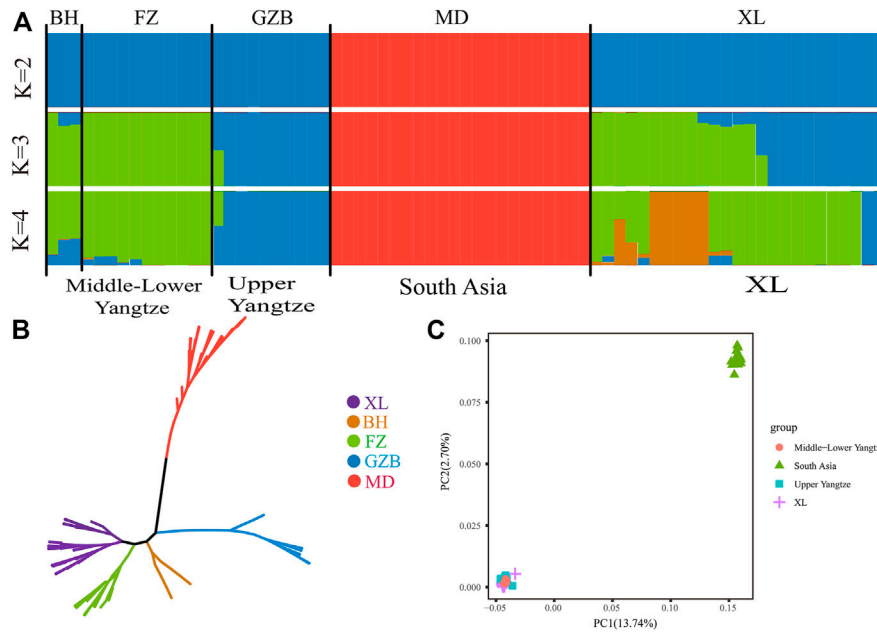 A
BH FZ GZB MD XL
K=2
K=3
K=4
Middle-Lower
Yangtze
Upper
Yangtze
South Asia
XL
B
XL
BH
FZ
GZB
MD
C
PC2(2.70%)
0.100
0.075
0.050
0.025
0.000
−0.05 0.00 0.05 0.10 0.15
PC1(13.74%)
group
Middle−Lower Yangt
South Asia
Upper Yangtze
XL